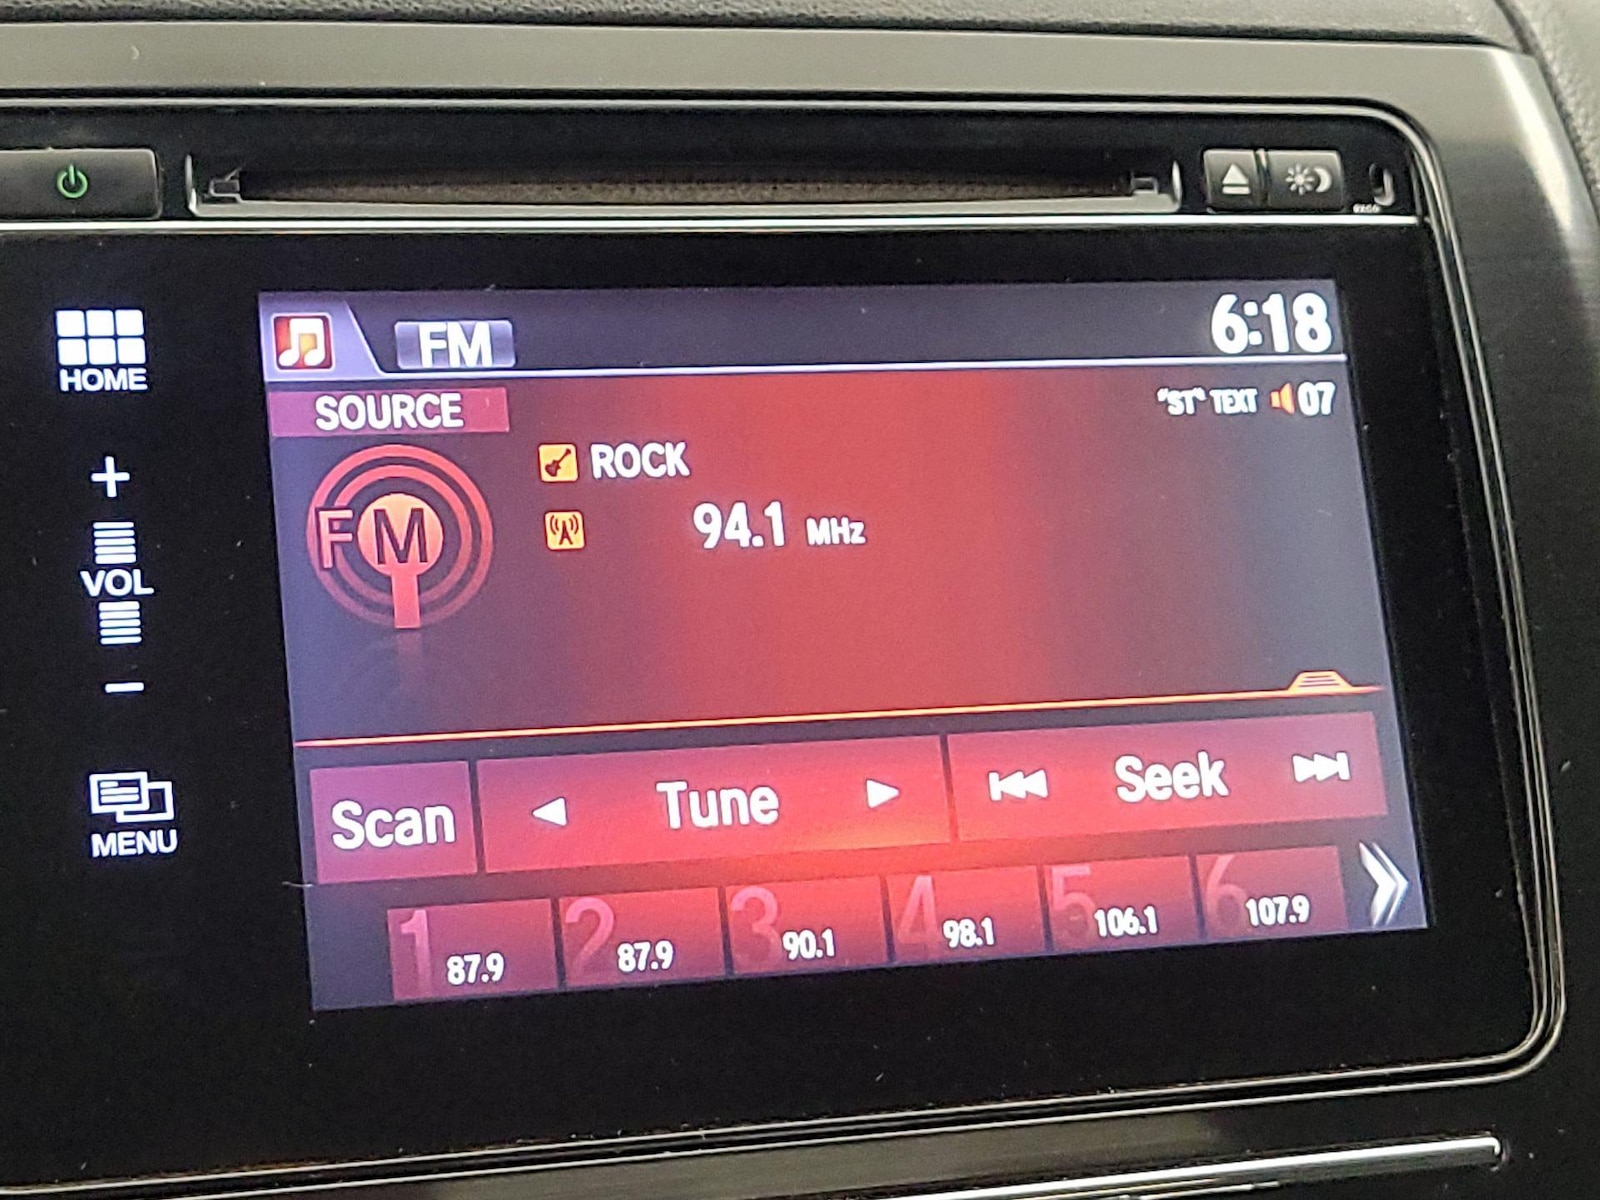 HOME
+
VOL
−
MENU
FM
6:18
SOURCE
"ST" TEXT 07
FM
ROCK
94.1 MHz
Scan
Tune
Seek
1 87.9
2 87.9
3 90.1
4 98.1
5 106.1
6 107.9